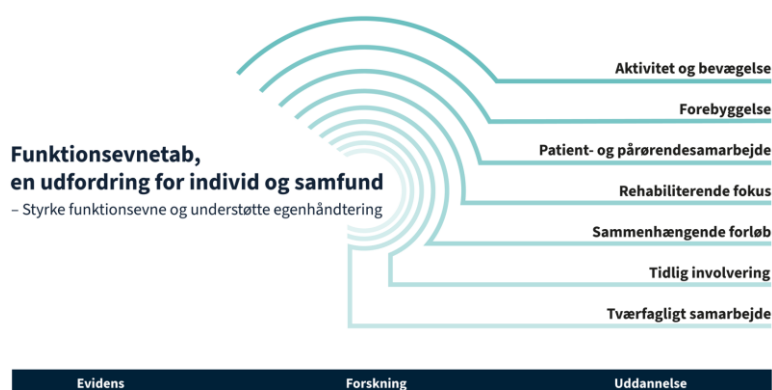 Aktivitet og bevægelse
Forebyggelse
Patient- og pårørendesamarbejde
Rehabiliterende fokus
Sammenhængende forløb
Tidlig involvering
Tværfagligt samarbejde
Funktionsevnetab,
en udfordring for individ og samfund
– Styrke funktionsevne og understøtte egenhåndtering
Evidens Forskning Uddannelse